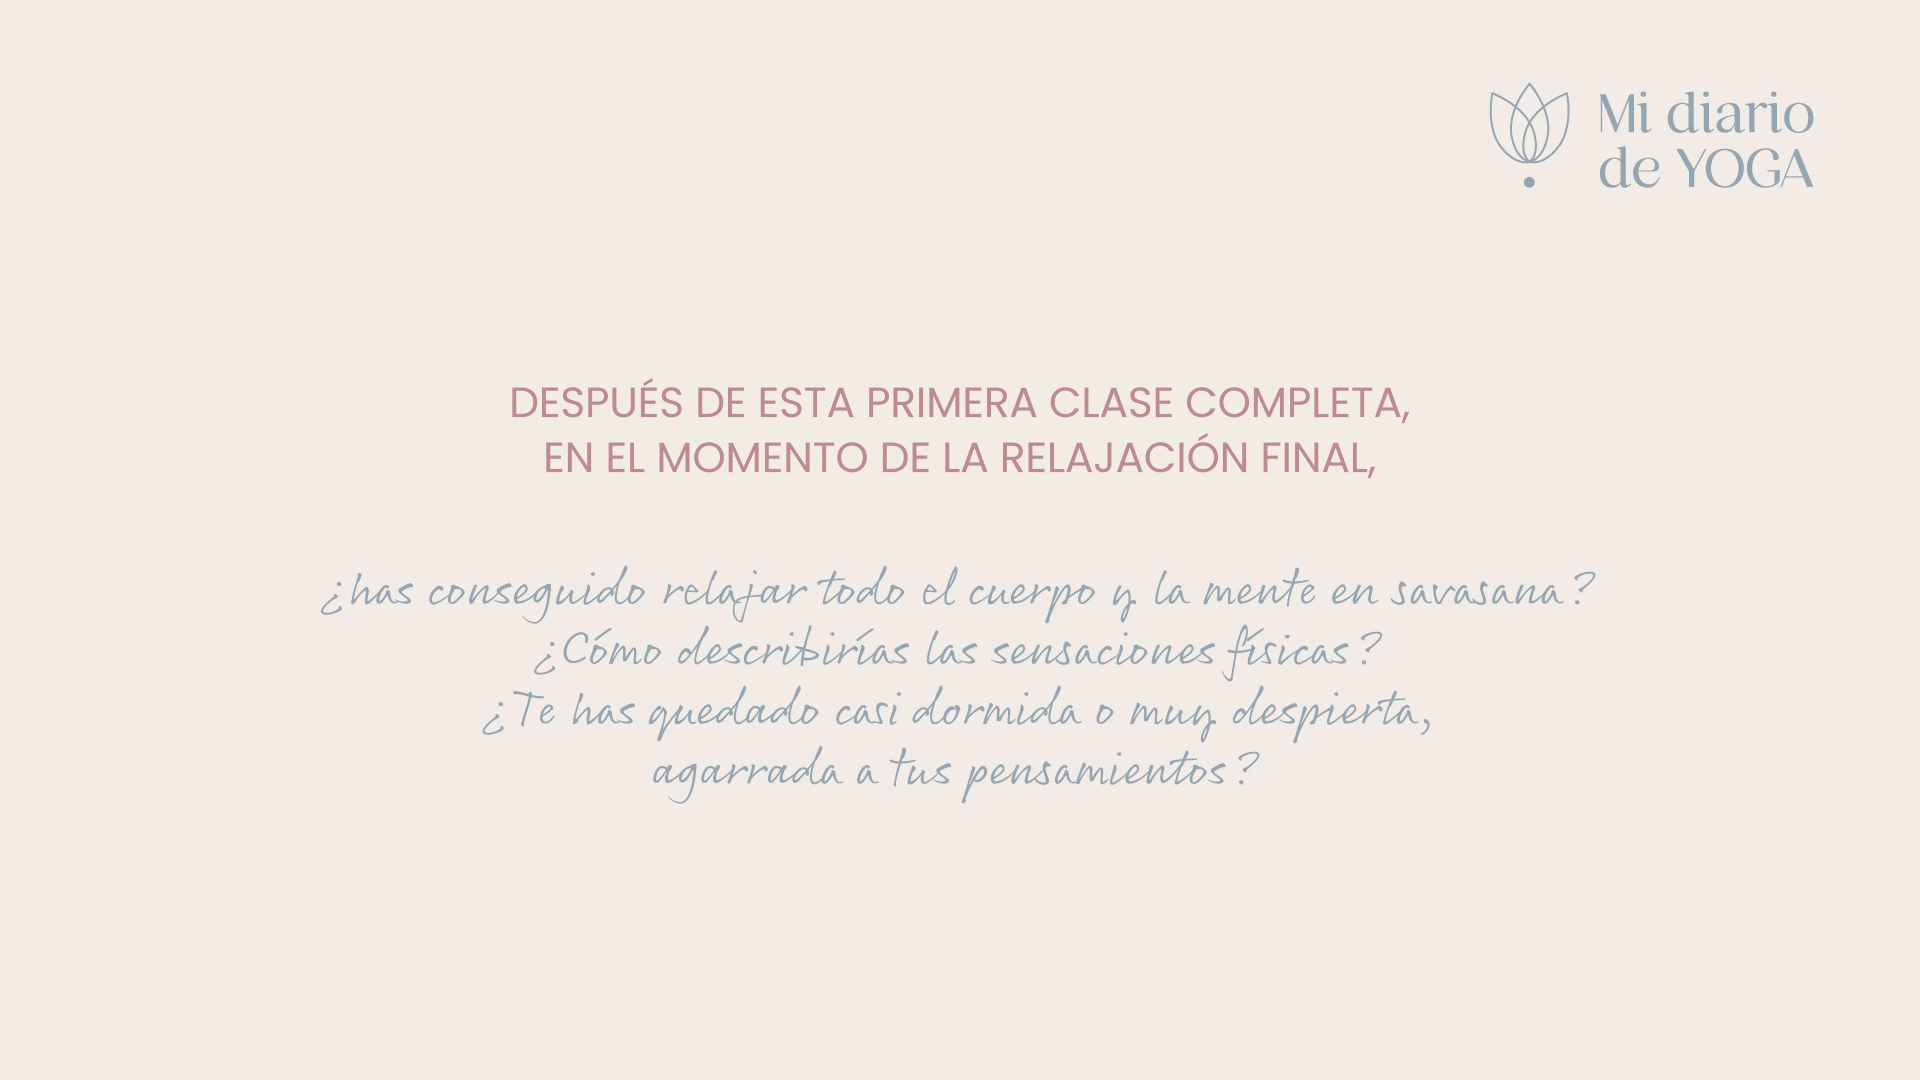 Mi diario
de YOGA
DESPUÉS DE ESTA PRIMERA CLASE COMPLETA,
EN EL MOMENTO DE LA RELAJACIÓN FINAL,
¿has conseguido relajar todo el cuerpo y la mente en savasana?
¿Cómo describirías las sensaciones físicas?
¿Te has quedado casi dormida o muy despierta,
agarrada a tus pensamientos?